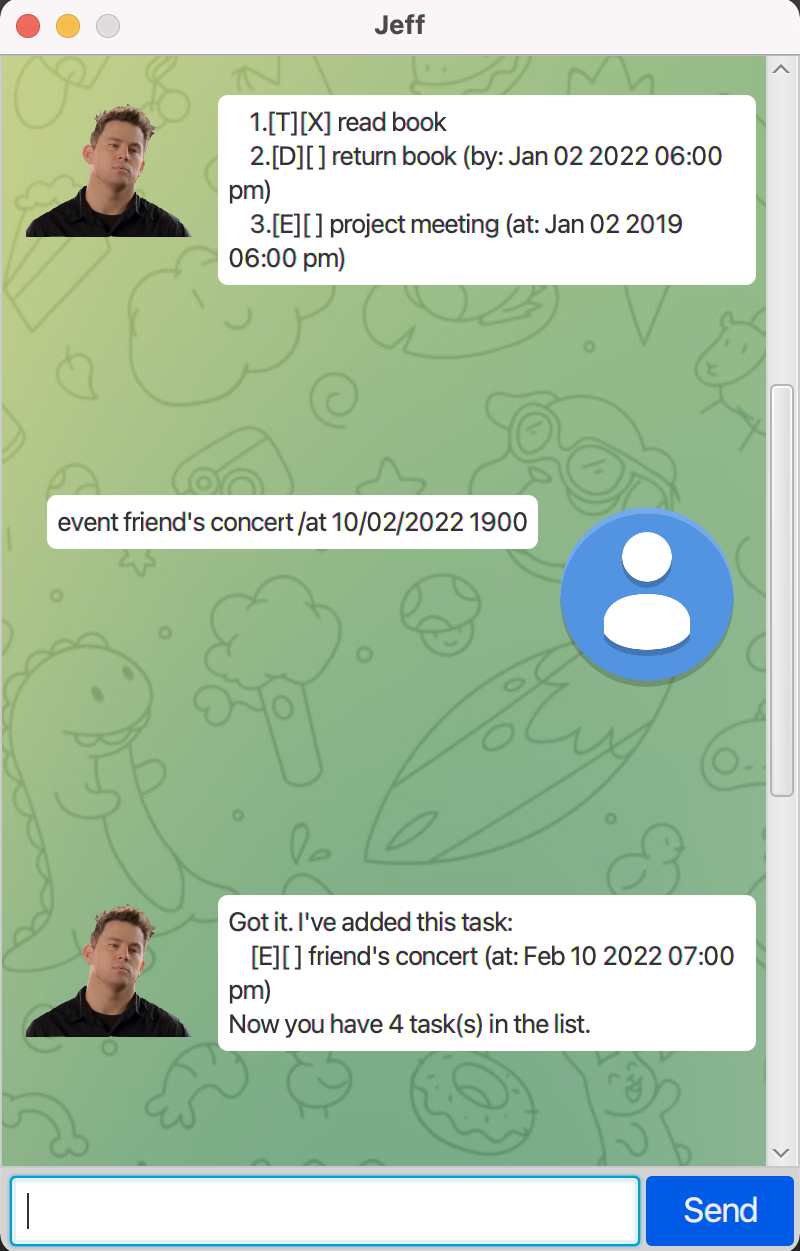 Jeff
1.[T][X] read book
2.[D][ ] return book (by: Jan 02 2022 06:00
pm)
3.[E][ ] project meeting (at: Jan 02 2019
06:00 pm)
event friend's concert /at 10/02/2022 1900
Got it. I've added this task:
[E][ ] friend's concert (at: Feb 10 2022 07:00
pm)
Now you have 4 task(s) in the list.
Send